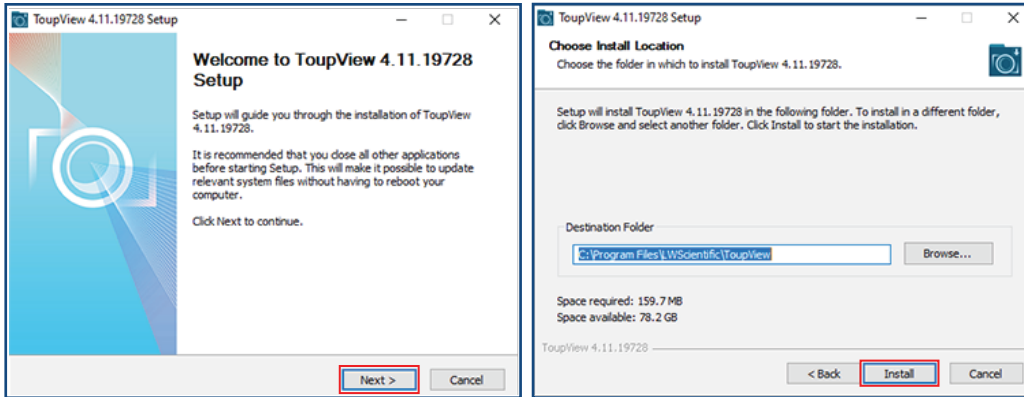 ToupView 4.11.19728 Setup
Welcome to ToupView 4.11.19728
Setup
Setup will guide you through the installation of ToupView
4.11.19728.
It is recommended that you close all other applications
before starting Setup. This will make it possible to update
relevant system files without having to reboot your
computer.
Click Next to continue.
Next >
Cancel
ToupView 4.11.19728 Setup
Choose Install Location
Choose the folder in which to install ToupView 4.11.19728.
Setup will install ToupView 4.11.19728 in the following folder. To install in a different folder,
click Browse and select another folder. Click Install to start the installation.
Destination Folder
C:\Program Files\LWScientific\ToupView
Browse...
Space required: 159.7 MB
Space available: 78.2 GB
ToupView 4.11.19728
< Back
Install
Cancel